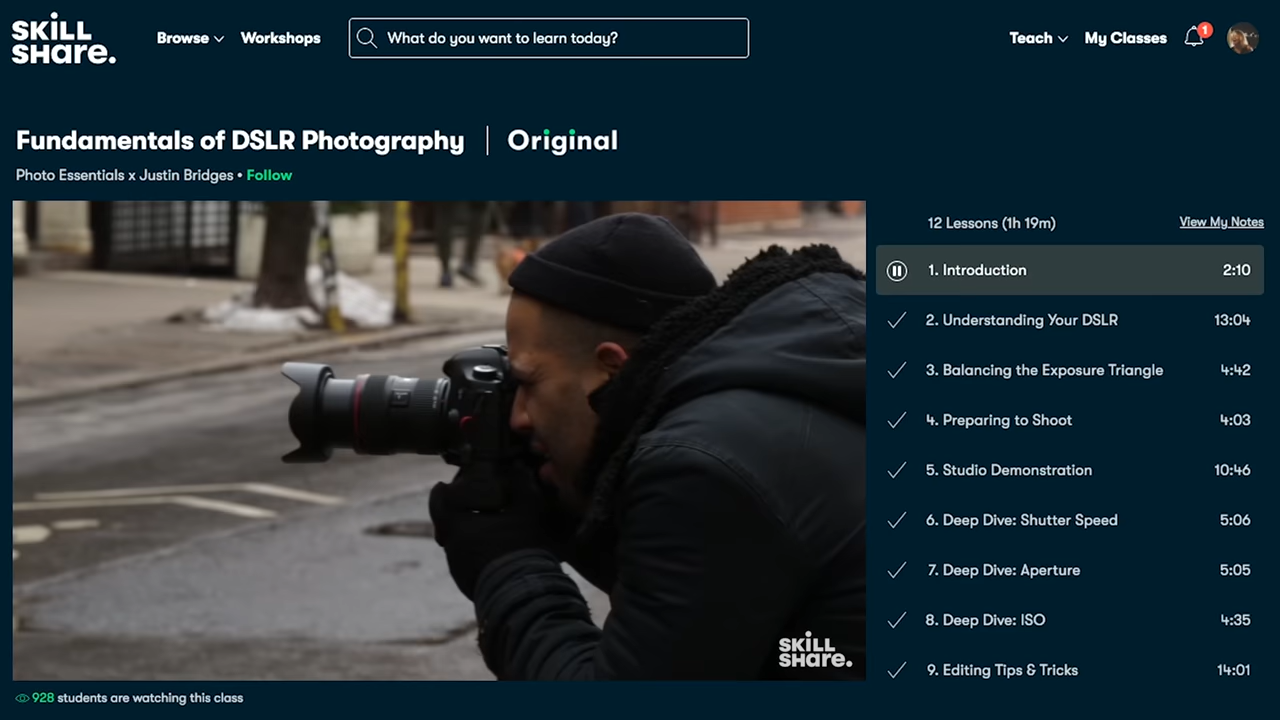 SKiLL
SHare.
Browse
Workshops
What do you want to learn today?
Teach
My Classes
1
Fundamentals of DSLR Photography | Original
Photo Essentials x Justin Bridges • Follow
12 Lessons (1h 19m)
View My Notes
1. Introduction 2:10
2. Understanding Your DSLR 13:04
3. Balancing the Exposure Triangle 4:42
4. Preparing to Shoot 4:03
5. Studio Demonstration 10:46
6. Deep Dive: Shutter Speed 5:06
7. Deep Dive: Aperture 5:05
8. Deep Dive: ISO 4:35
9. Editing Tips & Tricks 14:01
SKiLL
SHare.
928 students are watching this class